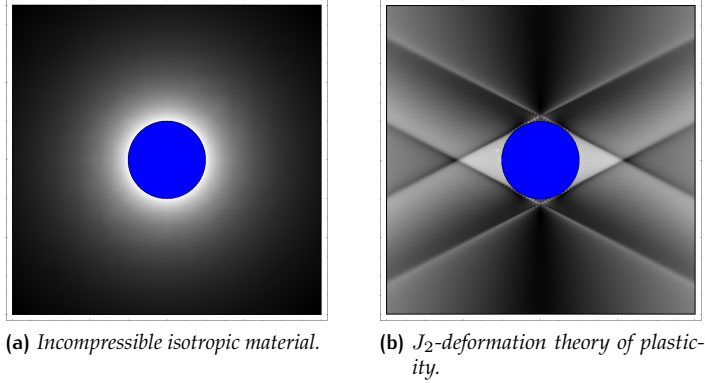 (a) Incompressible isotropic material.
(b) J₂-deformation theory of plastic-
ity.